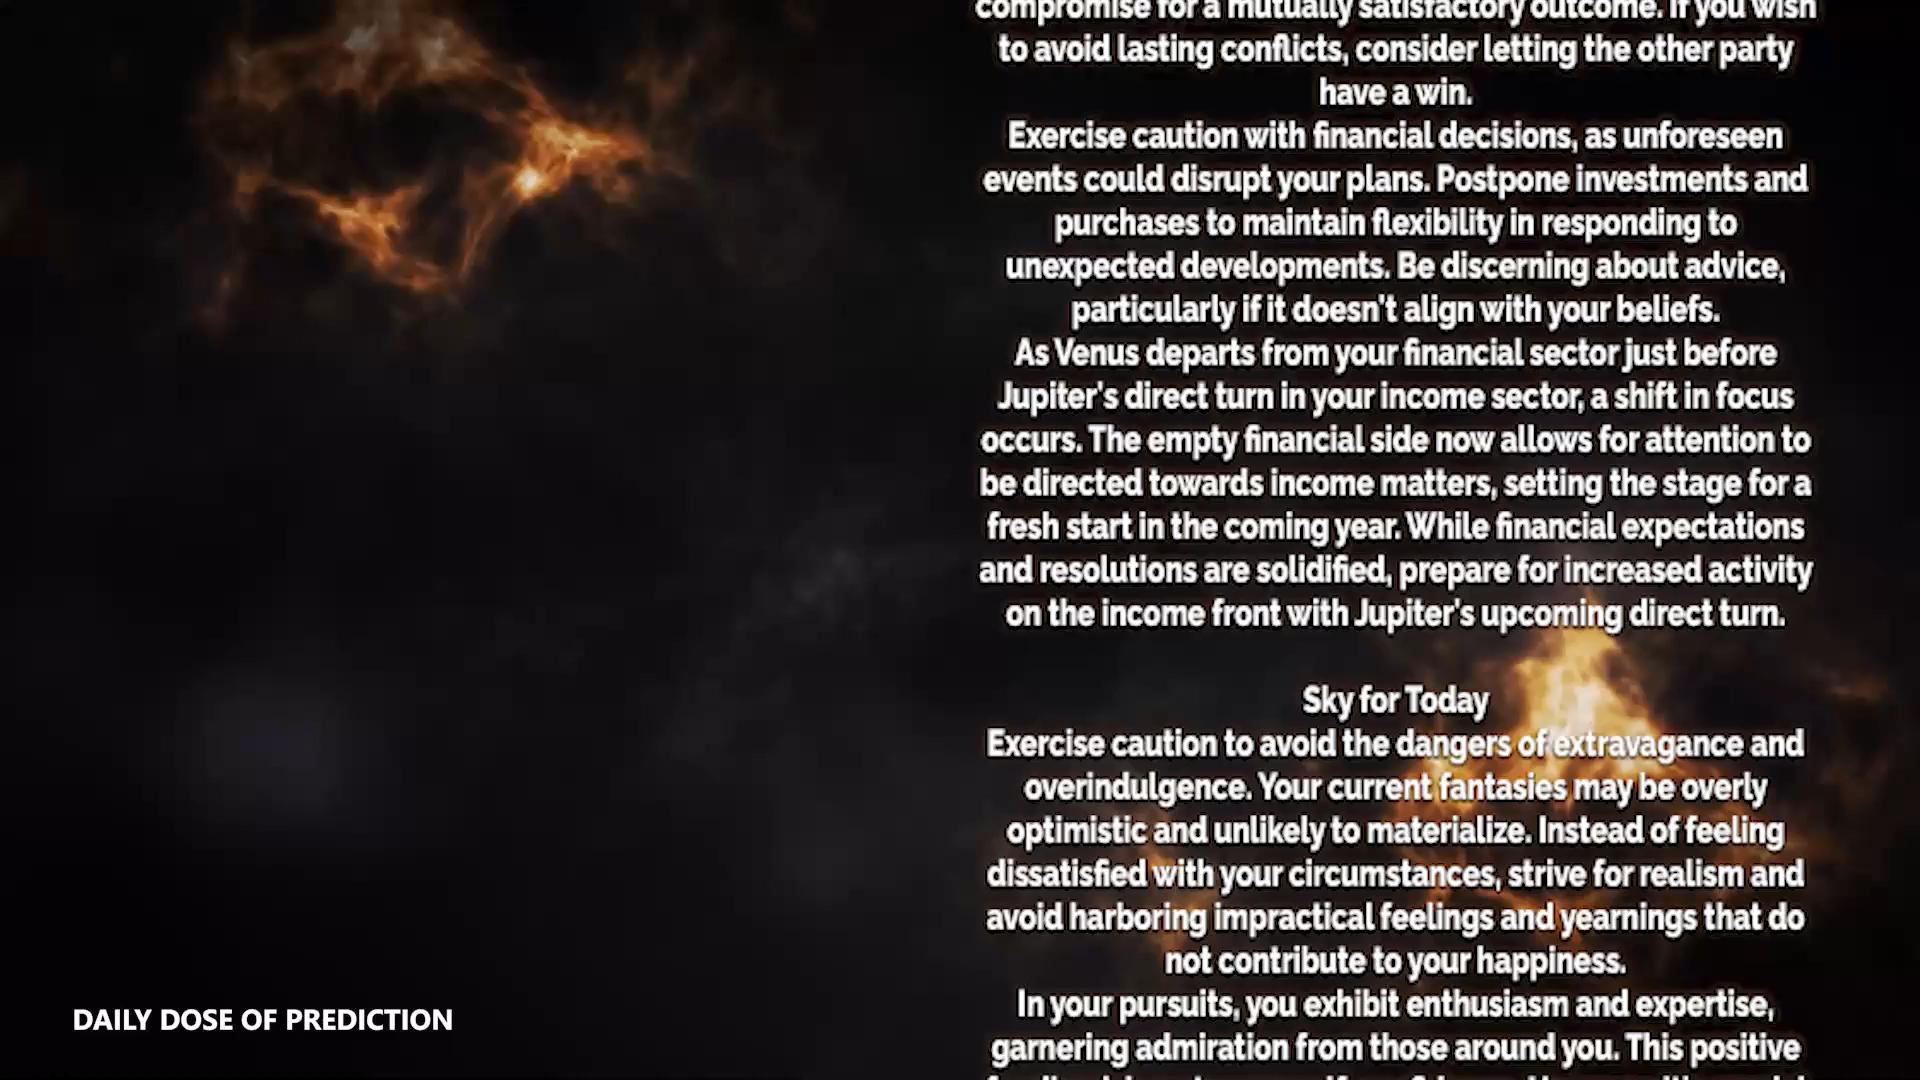 compromise for a mutually satisfactory outcome. If you wish
to avoid lasting conflicts, consider letting the other party
have a win.
Exercise caution with financial decisions, as unforeseen
events could disrupt your plans. Postpone investments and
purchases to maintain flexibility in responding to
unexpected developments. Be discerning about advice,
particularly if it doesn't align with your beliefs.
As Venus departs from your financial sector just before
Jupiter's direct turn in your income sector, a shift in focus
occurs. The empty financial side now allows for attention to
be directed towards income matters, setting the stage for a
fresh start in the coming year. While financial expectations
and resolutions are solidified, prepare for increased activity
on the income front with Jupiter's upcoming direct turn.
Sky for Today
Exercise caution to avoid the dangers of extravagance and
overindulgence. Your current fantasies may be overly
optimistic and unlikely to materialize. Instead of feeling
dissatisfied with your circumstances, strive for realism and
avoid harboring impractical feelings and yearnings that do
not contribute to your happiness.
In your pursuits, you exhibit enthusiasm and expertise,
garnering admiration from those around you. This positive
DAILY DOSE OF PREDICTION